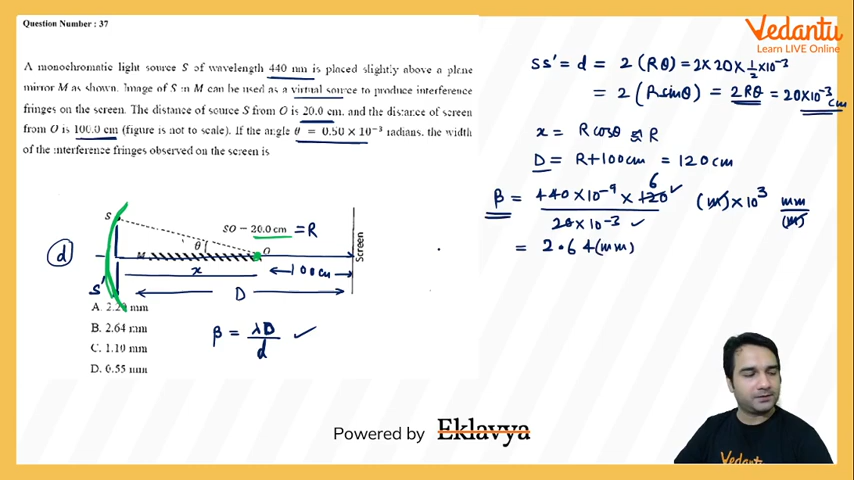 Question Number : 37
Vedantu
Learn LIVE Online
A monochromatic light source S of wavelength 440 nm is placed slightly above a plane
mirror M as shown. Image of S in M can be used as a virtual source to produce interference
fringes on the screen. The distance of source S from O is 20.0 cm, and the distance of screen
from O is 100.0 cm (figure is not to scale). If the angle θ = 0.50 × 10⁻³ radians, the width
of the interference fringes observed on the screen is
SS' = d = 2 (Rθ) = 2 × 20 × 1/2 × 10⁻³
= 2 (R sinθ) = 2Rθ = 20×10⁻³ cm
x = R cosθ ≈ R
D = R + 100cm = 120cm
β = 440 × 10⁻⁹ × 120 6 ✓ / 20 × 10⁻³ ✓ (m) × 10³ mm/(m)
= 2.64 (mm)
S
SO = 20.0 cm = R
θ
M
O
x
100cm
Screen
S'
D
d
A. 2.20 mm
B. 2.64 mm
C. 1.10 mm
D. 0.55 mm
β = λD/d ✓
Powered by Eklavya
Vedantu